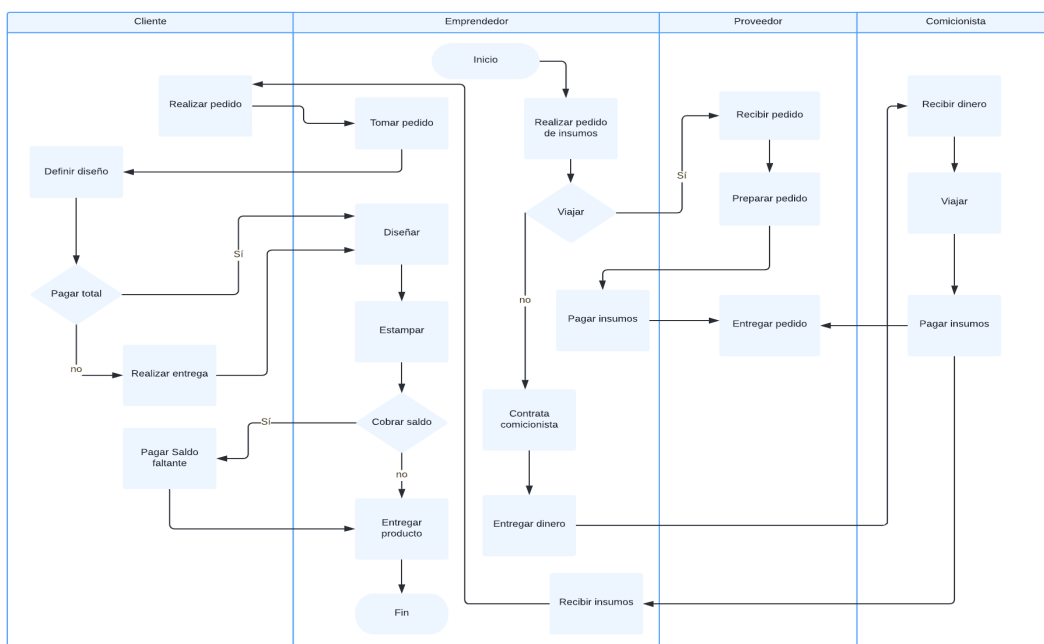 Cliente
Emprendedor
Proveedor
Comicionista
Inicio
Realizar pedido
Tomar pedido
Realizar pedido
de insumos
Recibir pedido
Recibir dinero
Definir diseño
Sí
Preparar pedido
Viajar
Viajar
Diseñar
Sí
Pagar total
no
Pagar insumos
Entregar pedido
Pagar insumos
Estampar
no
Realizar entrega
Contrata
comicionista
Sí
Cobrar saldo
Pagar Saldo
faltante
no
Entregar
producto
Entregar dinero
Recibir insumos
Fin